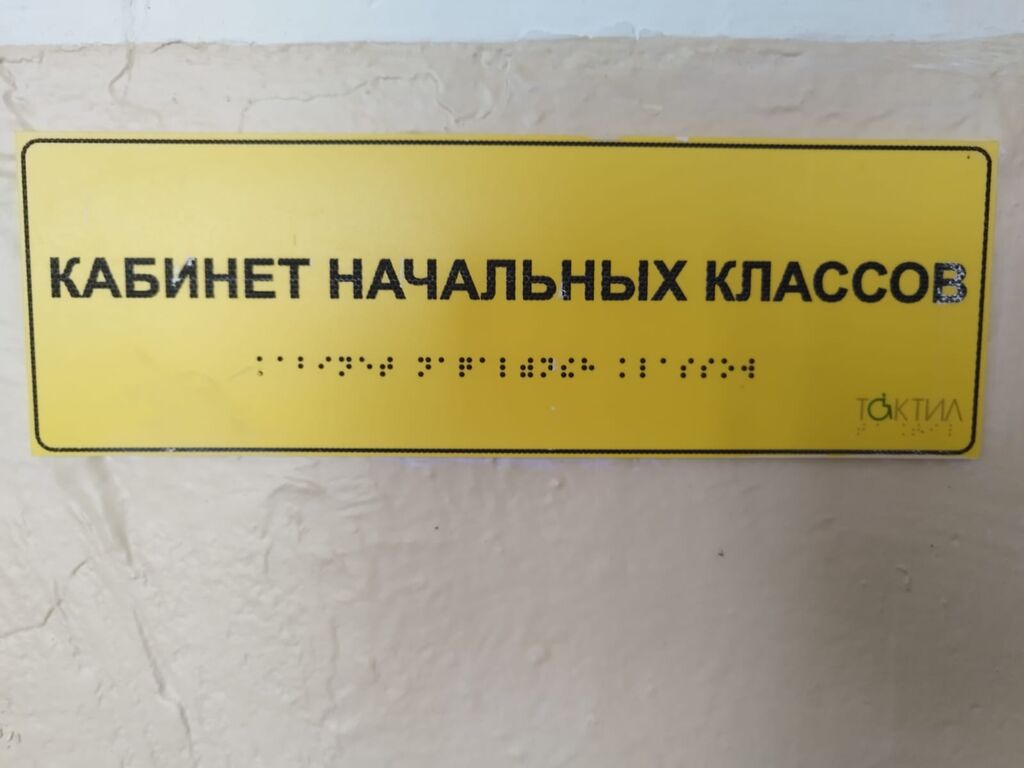 КАБИНЕТ НАЧАЛЬНЫХ КЛАССОВ
⠅⠁⠃⠊⠝⠑⠞ ⠝⠁⠟⠁⠇⠾⠝⠮⠓ ⠅⠇⠁⠎⠎⠕⠺
ТАКТИЛ